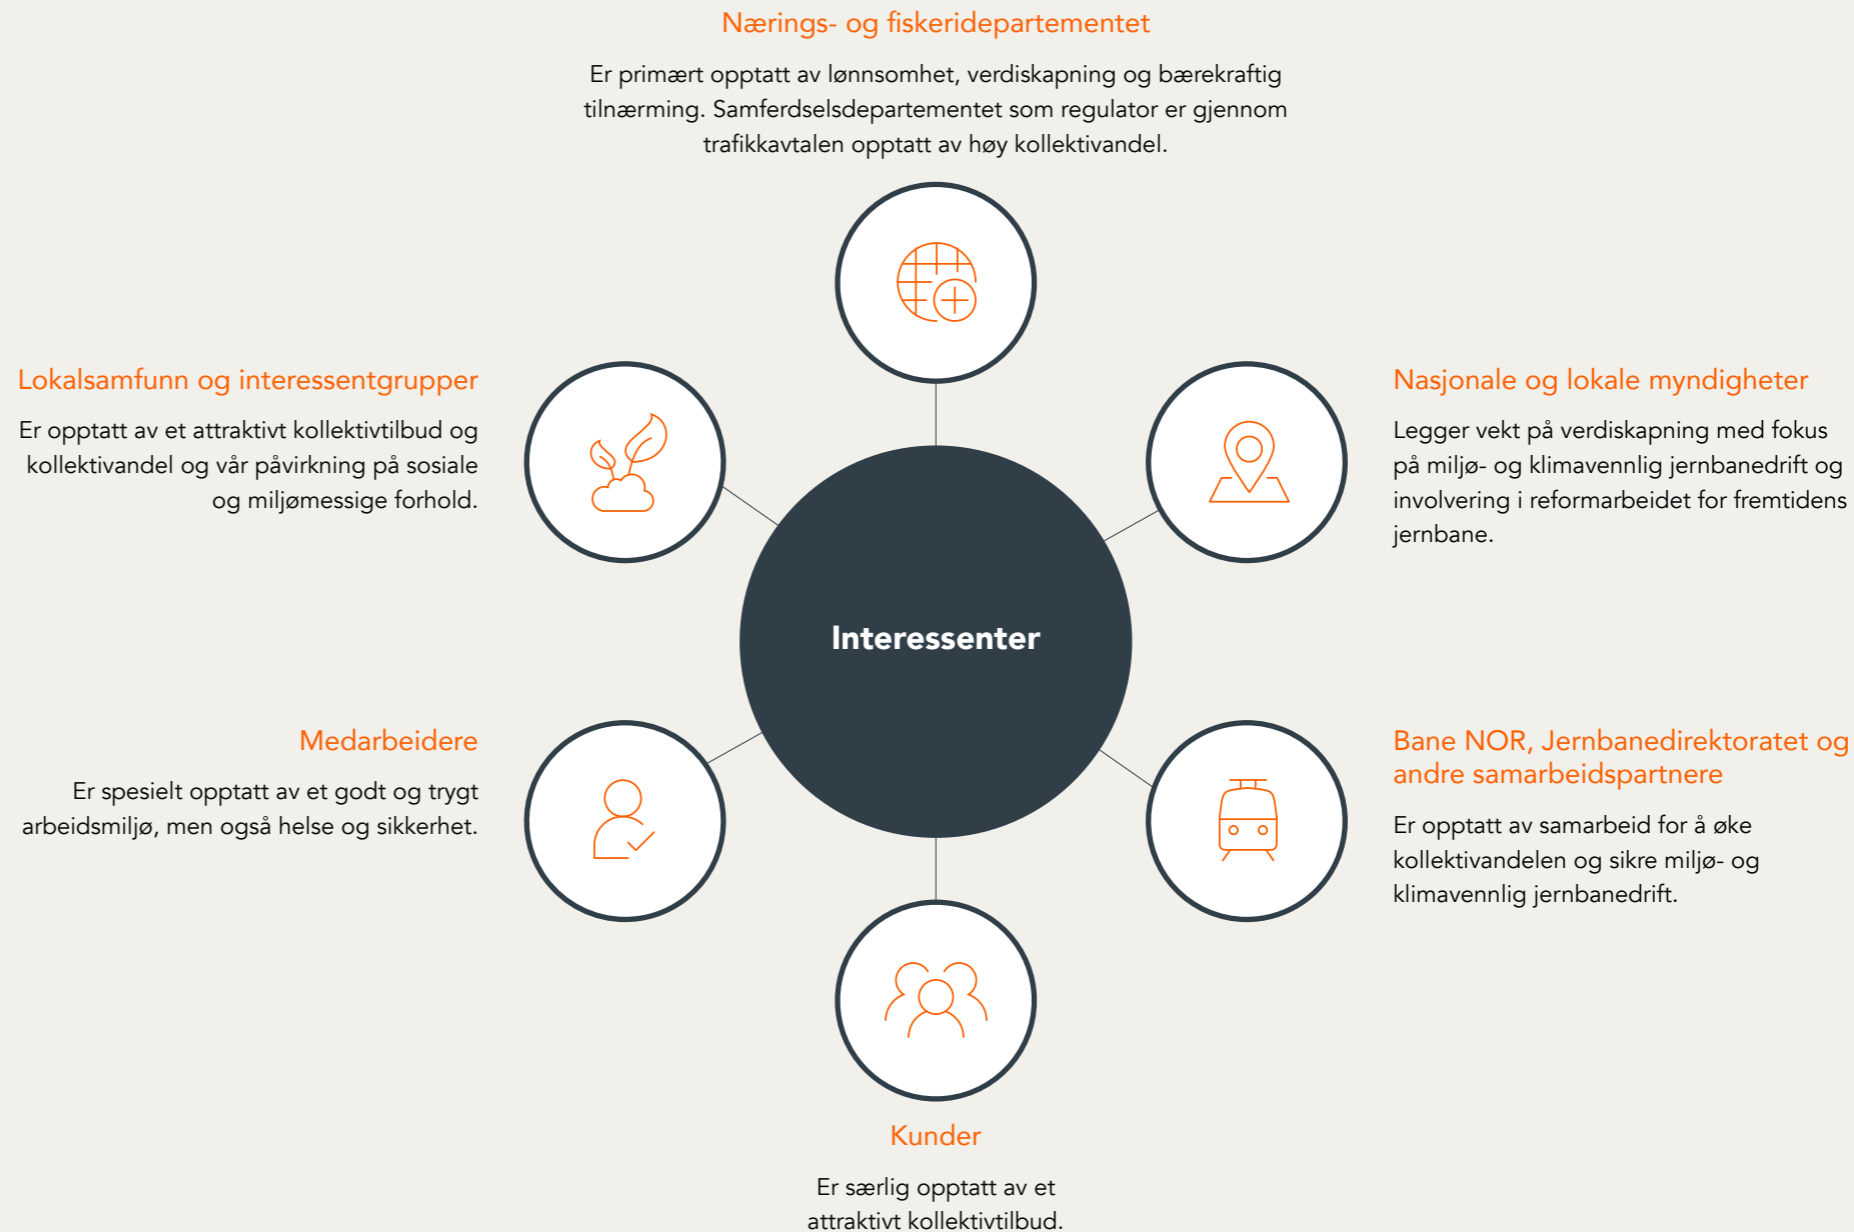 Nærings- og fiskeridepartementet
Er primært opptatt av lønnsomhet, verdiskapning og bærekraftig
tilnærming. Samferdselsdepartementet som regulator er gjennom
trafikkavtalen opptatt av høy kollektivandel.
Lokalsamfunn og interessentgrupper
Er opptatt av et attraktivt kollektivtilbud og
kollektivandel og vår påvirkning på sosiale
og miljømessige forhold.
Nasjonale og lokale myndigheter
Legger vekt på verdiskapning med fokus
på miljø- og klimavennlig jernbanedrift og
involvering i reformarbeidet for fremtidens
jernbane.
Interessenter
Medarbeidere
Er spesielt opptatt av et godt og trygt
arbeidsmiljø, men også helse og sikkerhet.
Bane NOR, Jernbanedirektoratet og
andre samarbeidspartnere
Er opptatt av samarbeid for å øke
kollektivandelen og sikre miljø- og
klimavennlig jernbanedrift.
Kunder
Er særlig opptatt av et
attraktivt kollektivtilbud.